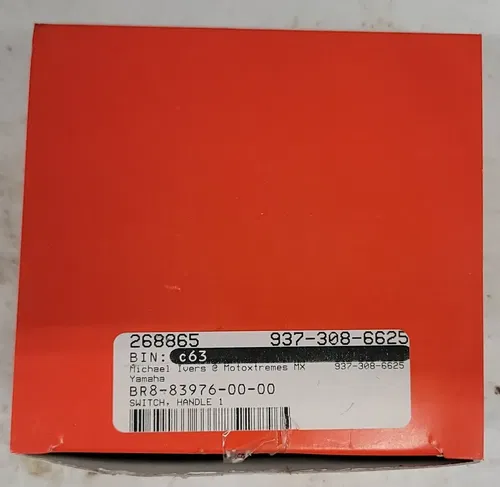 268865 937-308-6625
BIN: c63
Michael Ivers @ Motoxtremes MX 937-308-6625
Yamaha
BR8-83976-00-00
SWITCH, HANDLE 1